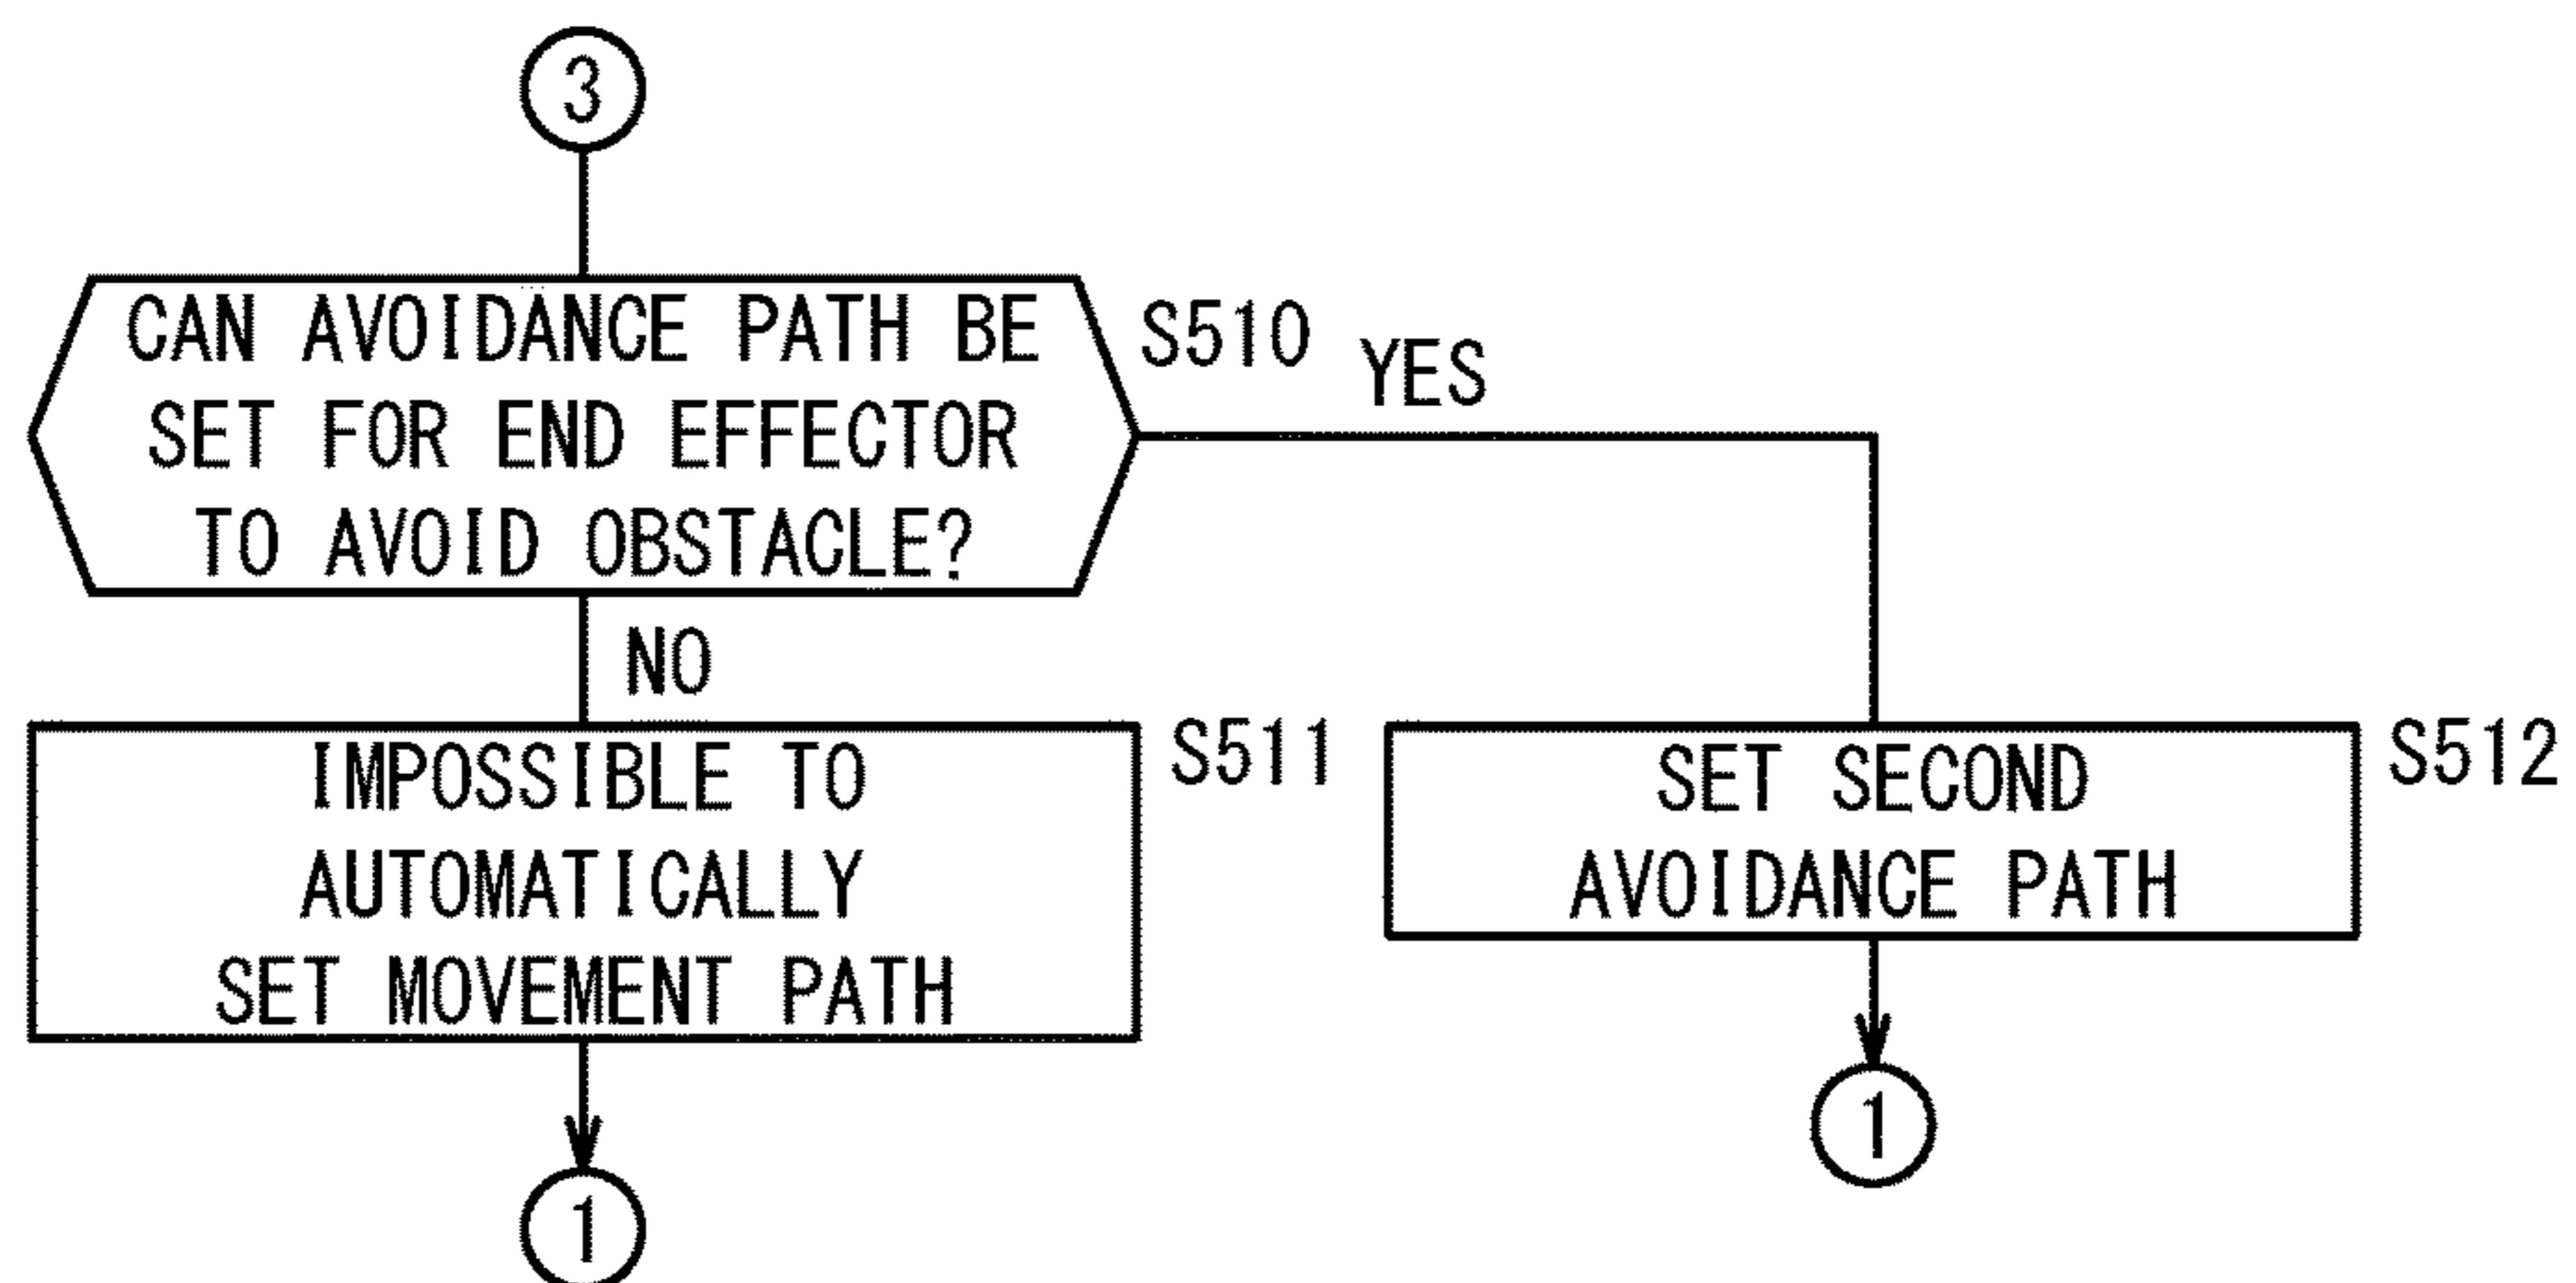 3
CAN AVOIDANCE PATH BE
SET FOR END EFFECTOR
TO AVOID OBSTACLE?
S510
YES
NO
IMPOSSIBLE TO
AUTOMATICALLY
SET MOVEMENT PATH
S511
SET SECOND
AVOIDANCE PATH
S512
1
1